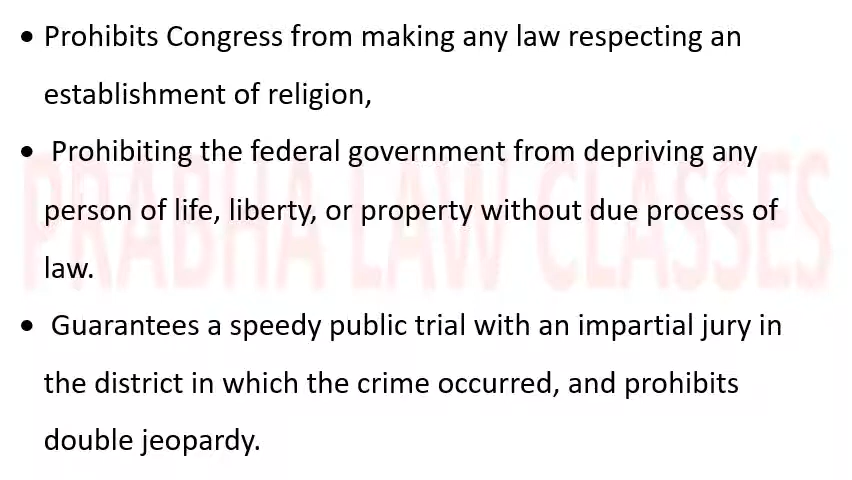 • Prohibits Congress from making any law respecting an
establishment of religion,
• Prohibiting the federal government from depriving any
person of life, liberty, or property without due process of
law.
• Guarantees a speedy public trial with an impartial jury in
the district in which the crime occurred, and prohibits
double jeopardy.
PRABHA LAW CLASSES